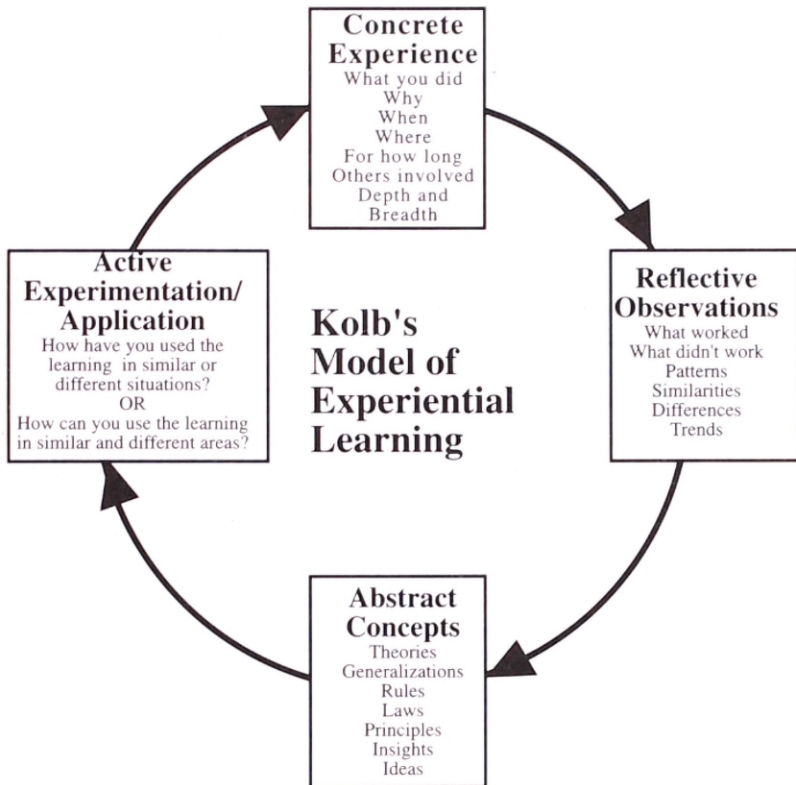 Concrete
Experience
What you did
Why
When
Where
For how long
Others involved
Depth and
Breadth
Reflective
Observations
What worked
What didn't work
Patterns
Similarities
Differences
Trends
Abstract
Concepts
Theories
Generalizations
Rules
Laws
Principles
Insights
Ideas
Active
Experimentation/
Application
How have you used the
learning in similar or
different situations?
OR
How can you use the learning
in similar and different areas?
Kolb's
Model of
Experiential
Learning